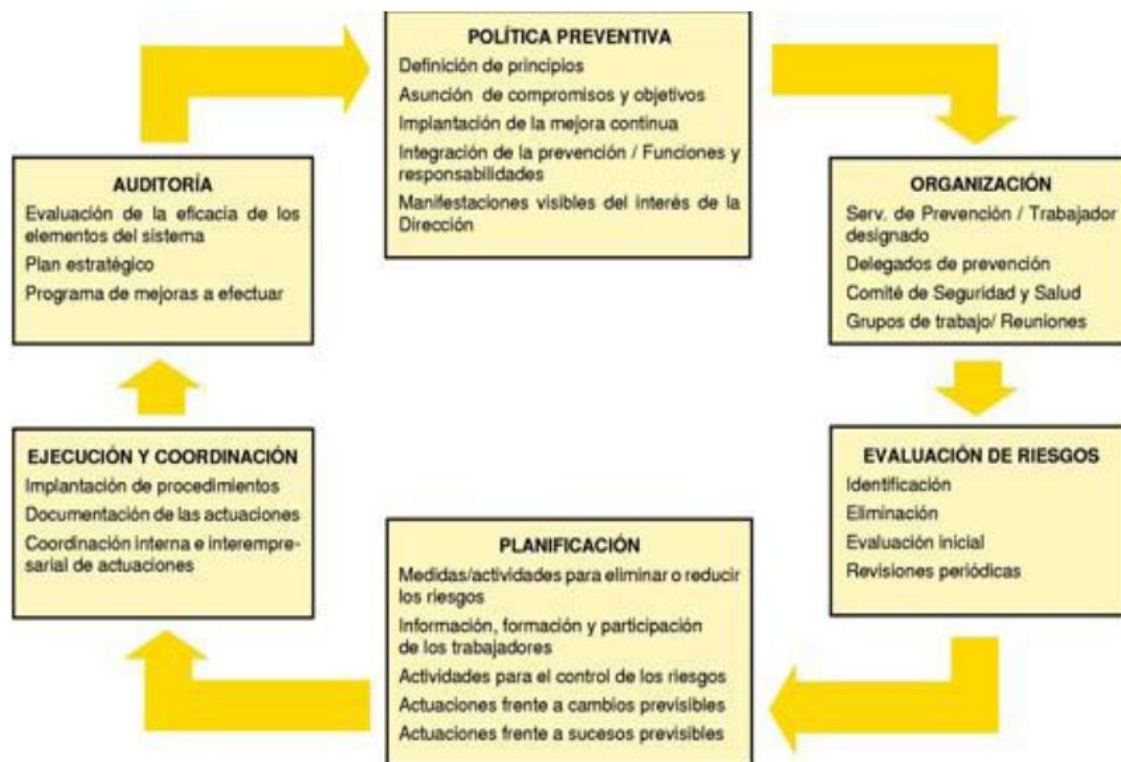 POLÍTICA PREVENTIVA
Definición de principios
Asunción de compromisos y objetivos
Implantación de la mejora continua
Integración de la prevención / Funciones y
responsabilidades
Manifestaciones visibles del interés de la
Dirección
ORGANIZACIÓN
Serv. de Prevención / Trabajador
designado
Delegados de prevención
Comité de Seguridad y Salud
Grupos de trabajo/ Reuniones
EVALUACIÓN DE RIESGOS
Identificación
Eliminación
Evaluación inicial
Revisiones periódicas
PLANIFICACIÓN
Medidas/actividades para eliminar o reducir
los riesgos
Información, formación y participación
de los trabajadores
Actividades para el control de los riesgos
Actuaciones frente a cambios previsibles
Actuaciones frente a sucesos previsibles
EJECUCIÓN Y COORDINACIÓN
Implantación de procedimientos
Documentación de las actuaciones
Coordinación interna e interempre-
sarial de actuaciones
AUDITORÍA
Evaluación de la eficacia de los
elementos del sistema
Plan estratégico
Programa de mejoras a efectuar